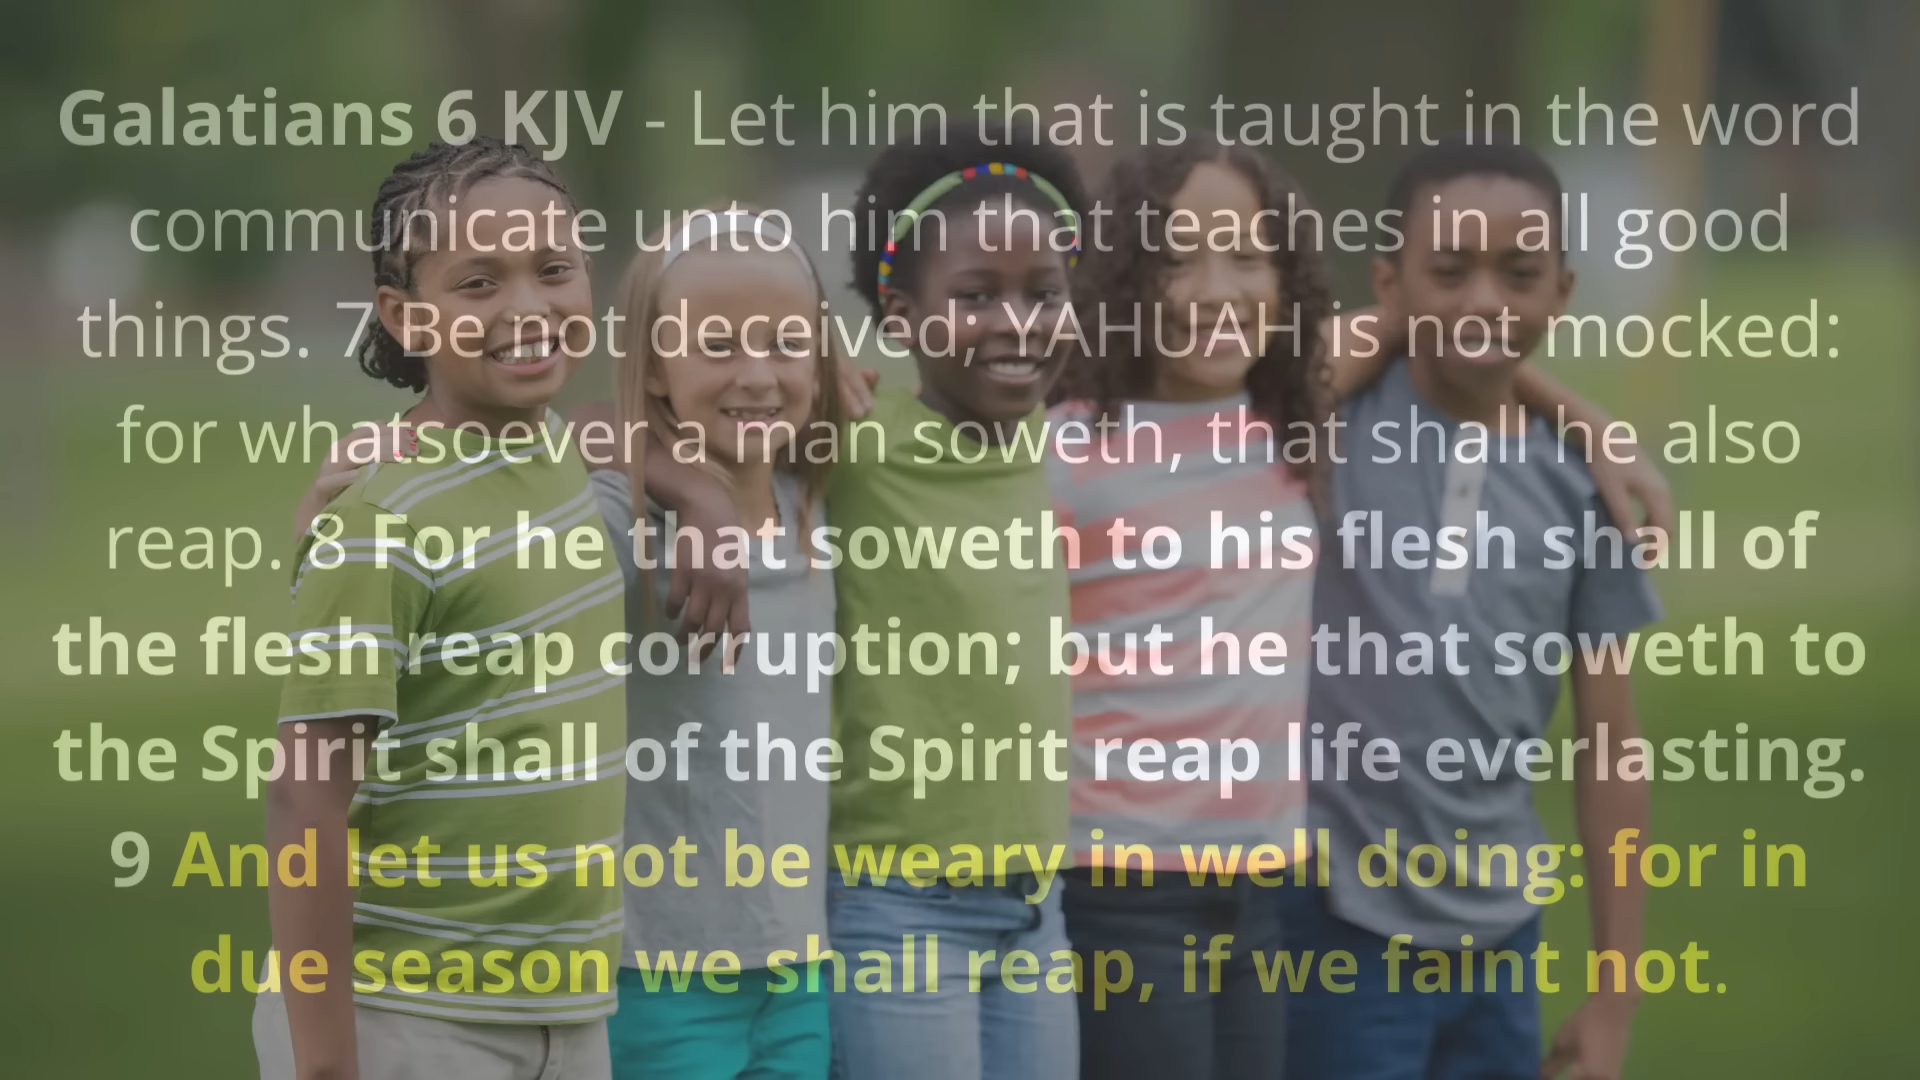 Galatians 6 KJV - Let him that is taught in the word
communicate unto him that teaches in all good
things. 7 Be not deceived; YAHUAH is not mocked:
for whatsoever a man soweth, that shall he also
reap. 8 For he that soweth to his flesh shall of
the flesh reap corruption; but he that soweth to
the Spirit shall of the Spirit reap life everlasting.
9 And let us not be weary in well doing: for in
due season we shall reap, if we faint not.